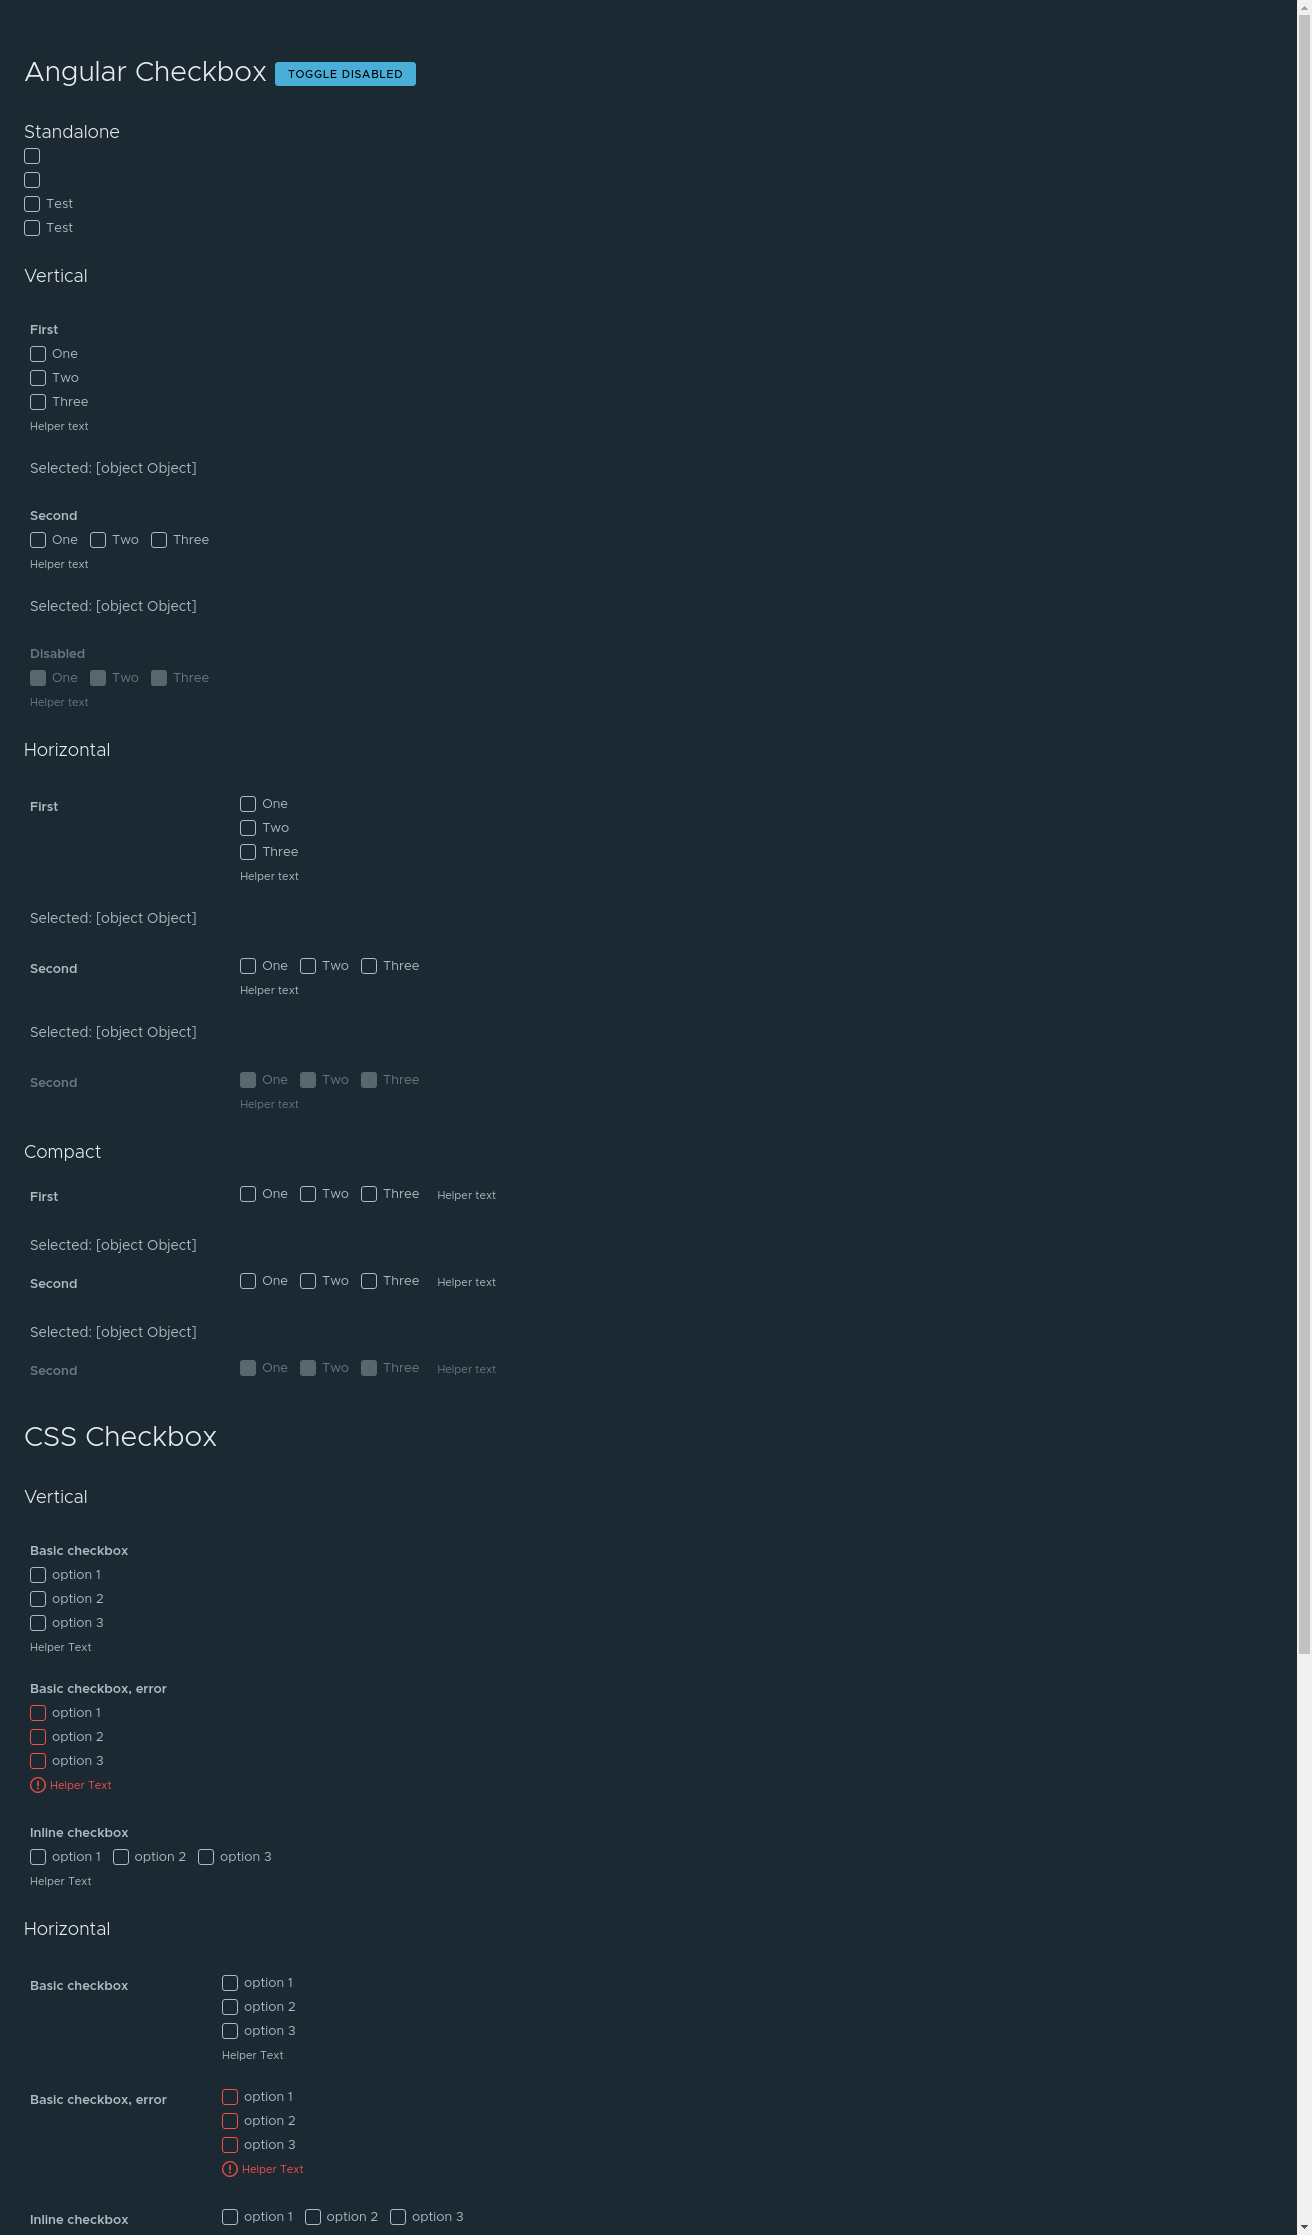 Angular Checkbox TOGGLE DISABLED
Standalone
Test
Test
Vertical
First
One
Two
Three
Helper text
Selected: [object Object]
Second
One Two Three
Helper text
Selected: [object Object]
Disabled
One Two Three
Helper text
Horizontal
First One
Two
Three
Helper text
Selected: [object Object]
Second One Two Three
Helper text
Selected: [object Object]
Second One Two Three
Helper text
Compact
First One Two Three Helper text
Selected: [object Object]
Second One Two Three Helper text
Selected: [object Object]
Second One Two Three Helper text
CSS Checkbox
Vertical
Basic checkbox
option 1
option 2
option 3
Helper Text
Basic checkbox, error
option 1
option 2
option 3
Helper Text
Inline checkbox
option 1 option 2 option 3
Helper Text
Horizontal
Basic checkbox option 1
option 2
option 3
Helper Text
Basic checkbox, error option 1
option 2
option 3
Helper Text
Inline checkbox option 1 option 2 option 3